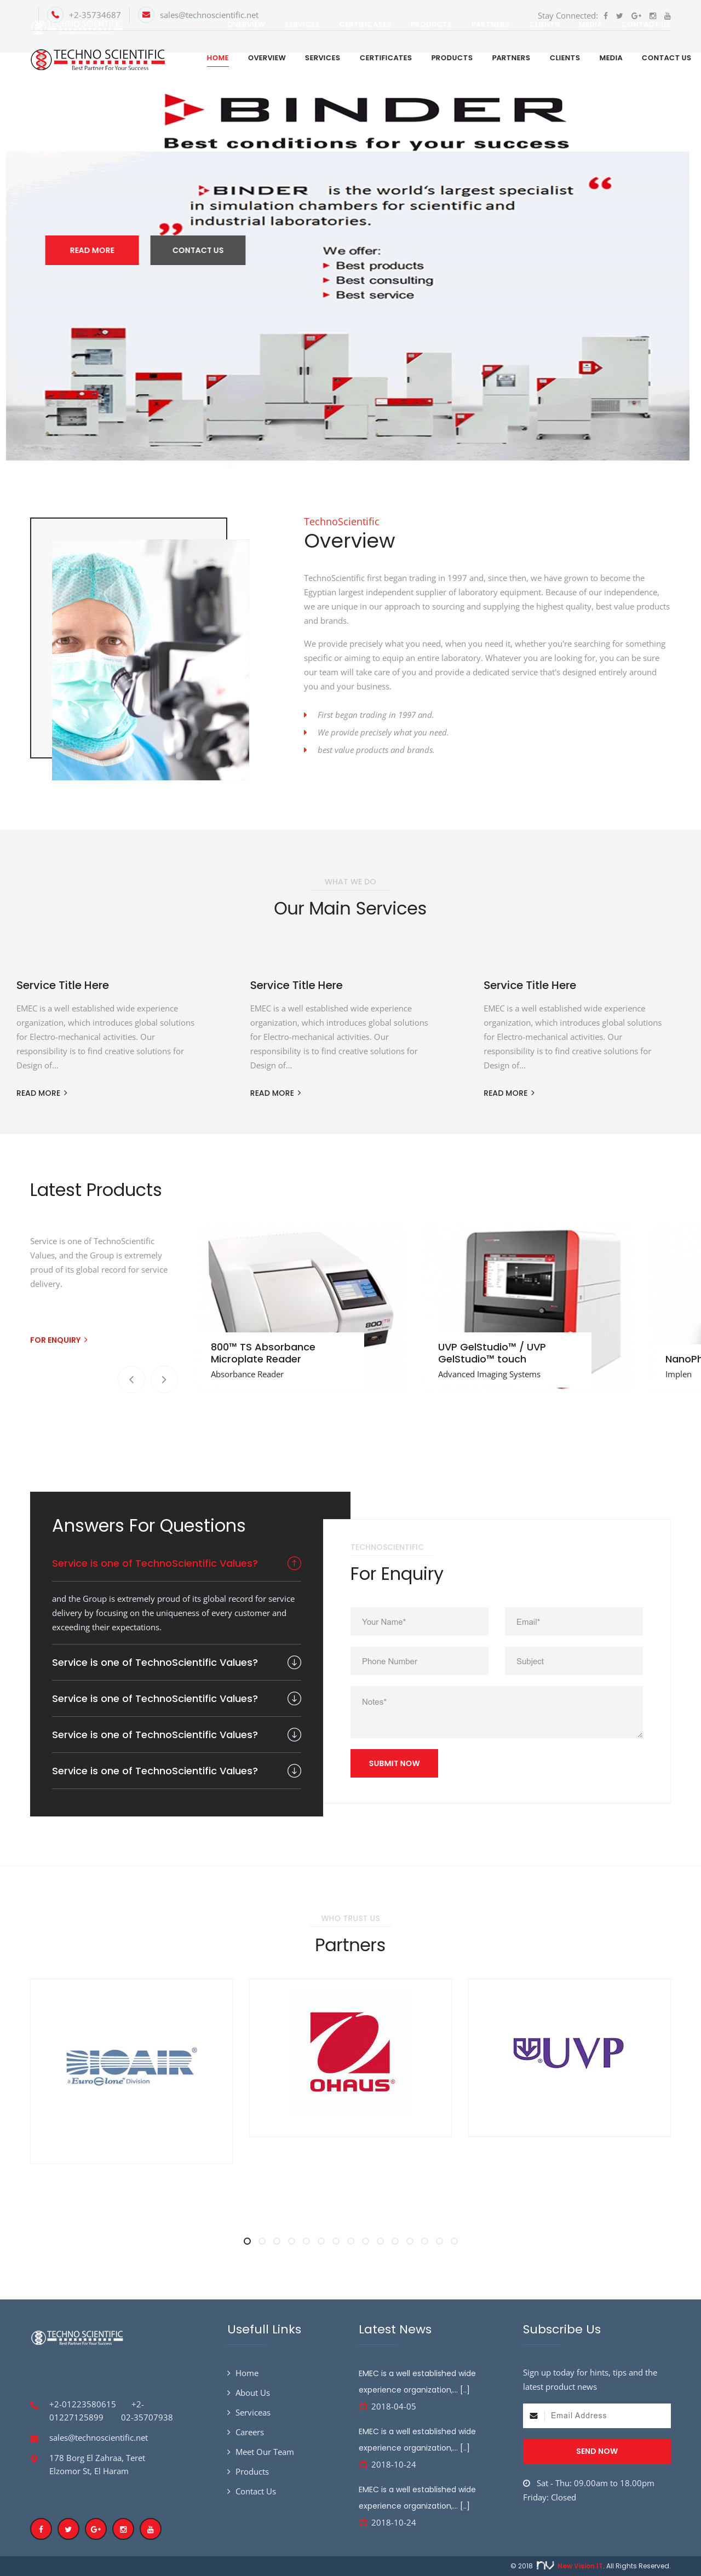 +2-35734687
sales@technoscientific.net
Stay Connected:
TECHNO SCIENTIFIC
Best Partner For Your Success
HOME
OVERVIEW
SERVICES
CERTIFICATES
PRODUCTS
PARTNERS
CLIENTS
MEDIA
CONTACT US
BINDER
Best conditions for your success
BINDER is the world's largest specialist
in simulation chambers for scientific and
industrial laboratories.
READ MORE
CONTACT US
We offer:
Best products
Best consulting
Best service
TechnoScientific
Overview
TechnoScientific first began trading in 1997 and, since then, we have grown to become the
Egyptian largest independent supplier of laboratory equipment. Because of our independence,
we are unique in our approach to sourcing and supplying the highest quality, best value products
and brands.
We provide precisely what you need, when you need it, whether you're searching for something
specific or aiming to equip an entire laboratory. Whatever you are looking for, you can be sure
our team will take care of you and provide a dedicated service that's designed entirely around
you and your business.
First began trading in 1997 and.
We provide precisely what you need.
best value products and brands.
WHAT WE DO
Our Main Services
Service Title Here
EMEC is a well established wide experience
organization, which introduces global solutions
for Electro-mechanical activities. Our
responsibility is to find creative solutions for
Design of...
READ MORE
Service Title Here
EMEC is a well established wide experience
organization, which introduces global solutions
for Electro-mechanical activities. Our
responsibility is to find creative solutions for
Design of...
READ MORE
Service Title Here
EMEC is a well established wide experience
organization, which introduces global solutions
for Electro-mechanical activities. Our
responsibility is to find creative solutions for
Design of...
READ MORE
Latest Products
Service is one of TechnoScientific
Values, and the Group is extremely
proud of its global record for service
delivery.
FOR ENQUIRY
800 TS
800™ TS Absorbance
Microplate Reader
Absorbance Reader
UVP GelStudio™ / UVP
GelStudio™ touch
Advanced Imaging Systems
NanoPh
Implen
Answers For Questions
Service is one of TechnoScientific Values?
and the Group is extremely proud of its global record for service
delivery by focusing on the uniqueness of every customer and
exceeding their expectations.
Service is one of TechnoScientific Values?
Service is one of TechnoScientific Values?
Service is one of TechnoScientific Values?
Service is one of TechnoScientific Values?
TECHNOSCIENTIFIC
For Enquiry
Your Name*
Email*
Phone Number
Subject
Notes*
SUBMIT NOW
WHO TRUST US
Partners
BIOAIR
a EuroClone Division
OHAUS
UVP
TECHNO SCIENTIFIC
Best Partner For Your Success
+2-01223580615 +2-
01227125899 02-35707938
sales@technoscientific.net
178 Borg El Zahraa, Teret
Elzomor St, El Haram
Usefull Links
Home
About Us
Serviceas
Careers
Meet Our Team
Products
Contact Us
Latest News
EMEC is a well established wide
experience organization,... [..]
2018-04-05
EMEC is a well established wide
experience organization,... [..]
2018-10-24
EMEC is a well established wide
experience organization,... [..]
2018-10-24
Subscribe Us
Sign up today for hints, tips and the
latest product news
Email Address
SEND NOW
Sat - Thu: 09.00am to 18.00pm
Friday: Closed
© 2018 nv New Vision IT. All Rights Reserved.